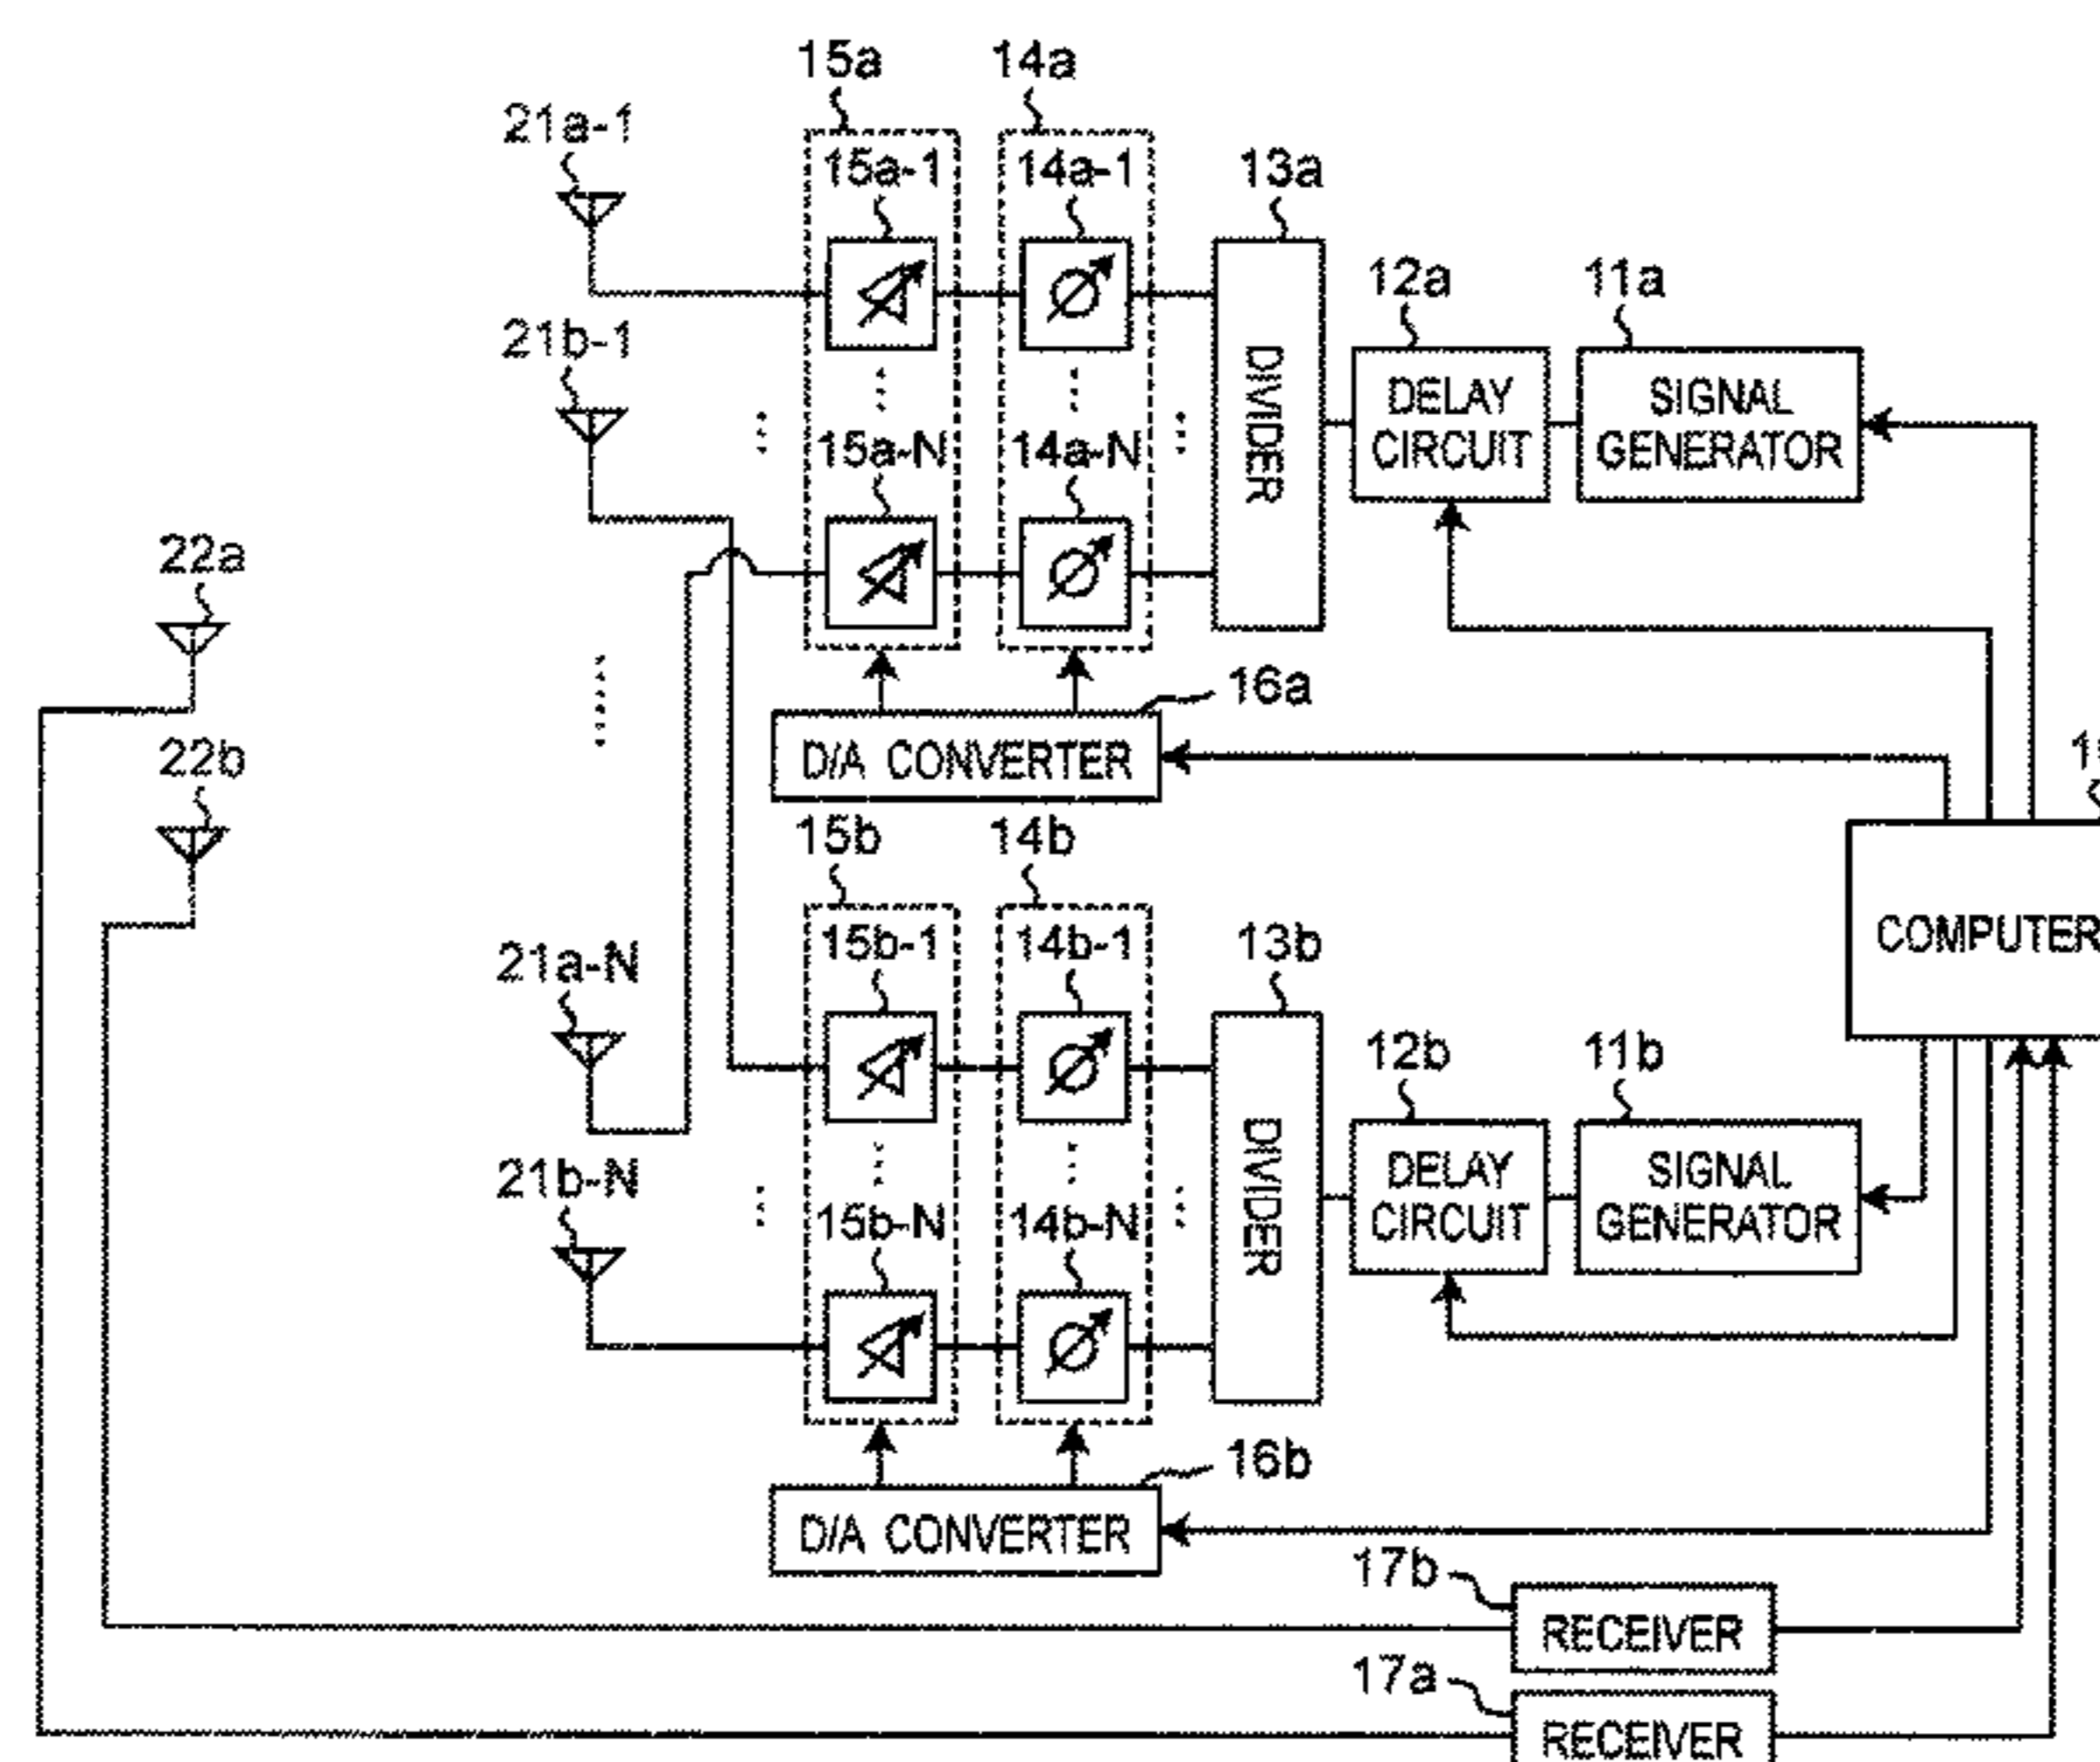 15a 14a
21a-1
15a-1 14a-1 13a
12a 11a
21b-1
DIVIDER
DELAY CIRCUIT
SIGNAL GENERATOR
15a-N 14a-N
22a
16a
D/A CONVERTER
22b
15b 14b
COMPUTER
21a-N
15b-1 14b-1 13b
12b 11b
DIVIDER
DELAY CIRCUIT
SIGNAL GENERATOR
21b-N
15b-N 14b-N
16b
D/A CONVERTER
17b
RECEIVER
17a
RECEIVER